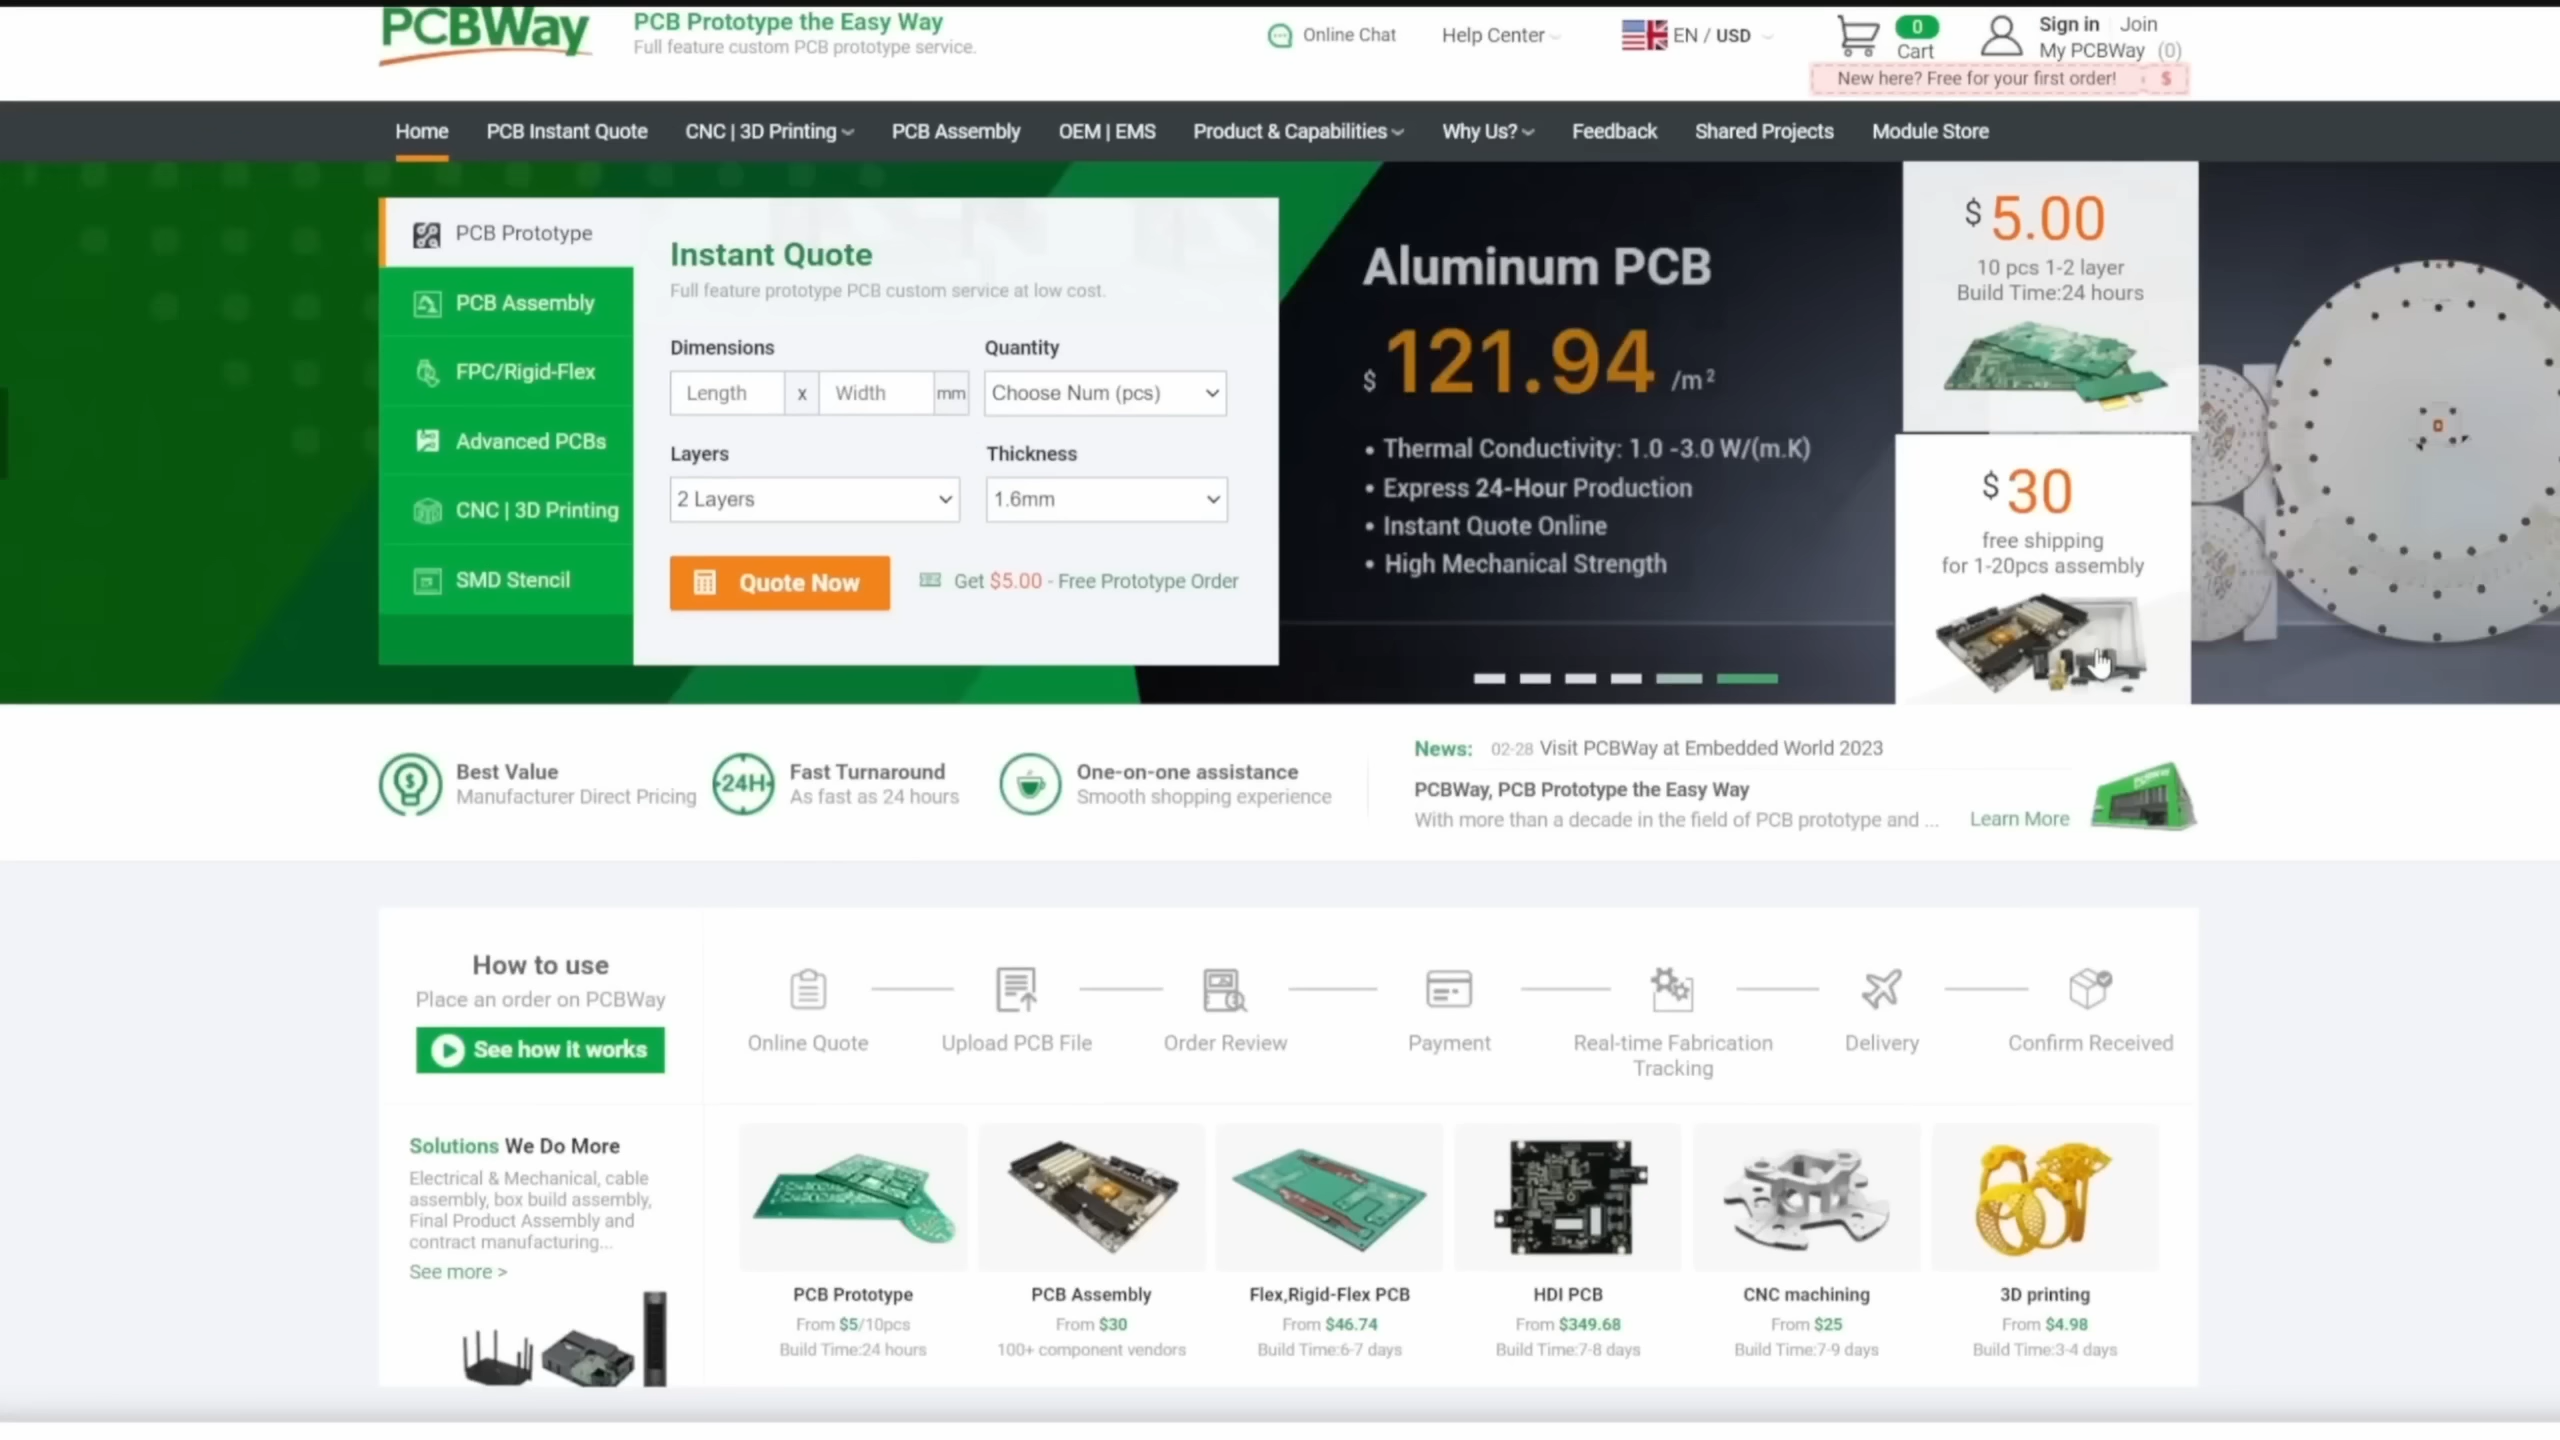 PCBWay
PCB Prototype the Easy Way
Full feature custom PCB prototype service.
Online Chat
Help Center
EN / USD
0
Cart
Sign in | Join
My PCBWay (0)
New here? Free for your first order! $
Home
PCB Instant Quote
CNC | 3D Printing
PCB Assembly
OEM | EMS
Product & Capabilities
Why Us?
Feedback
Shared Projects
Module Store
PCB Prototype
PCB Assembly
FPC/Rigid-Flex
Advanced PCBs
CNC | 3D Printing
SMD Stencil
Instant Quote
Full feature prototype PCB custom service at low cost.
Dimensions
Quantity
Length x Width mm
Choose Num (pcs)
Layers
Thickness
2 Layers
1.6mm
Quote Now
Get $5.00 - Free Prototype Order
Aluminum PCB
$ 121.94 /m²
• Thermal Conductivity: 1.0 -3.0 W/(m.K)
• Express 24-Hour Production
• Instant Quote Online
• High Mechanical Strength
$ 5.00
10 pcs 1-2 layer
Build Time:24 hours
$ 30
free shipping
for 1-20pcs assembly
Best Value
Manufacturer Direct Pricing
24H
Fast Turnaround
As fast as 24 hours
One-on-one assistance
Smooth shopping experience
News: 02-28 Visit PCBWay at Embedded World 2023
PCBWay, PCB Prototype the Easy Way
With more than a decade in the field of PCB prototype and ...
Learn More
How to use
Place an order on PCBWay
See how it works
Online Quote
Upload PCB File
Order Review
Payment
Real-time Fabrication
Tracking
Delivery
Confirm Received
Solutions We Do More
Electrical & Mechanical, cable
assembly, box build assembly,
Final Product Assembly and
contract manufacturing...
See more >
PCB Prototype
From $5/10pcs
Build Time:24 hours
PCB Assembly
From $30
100+ component vendors
Flex,Rigid-Flex PCB
From $46.74
Build Time:6-7 days
HDI PCB
From $349.68
Build Time:7-8 days
CNC machining
From $25
Build Time:7-9 days
3D printing
From $4.98
Build Time:3-4 days